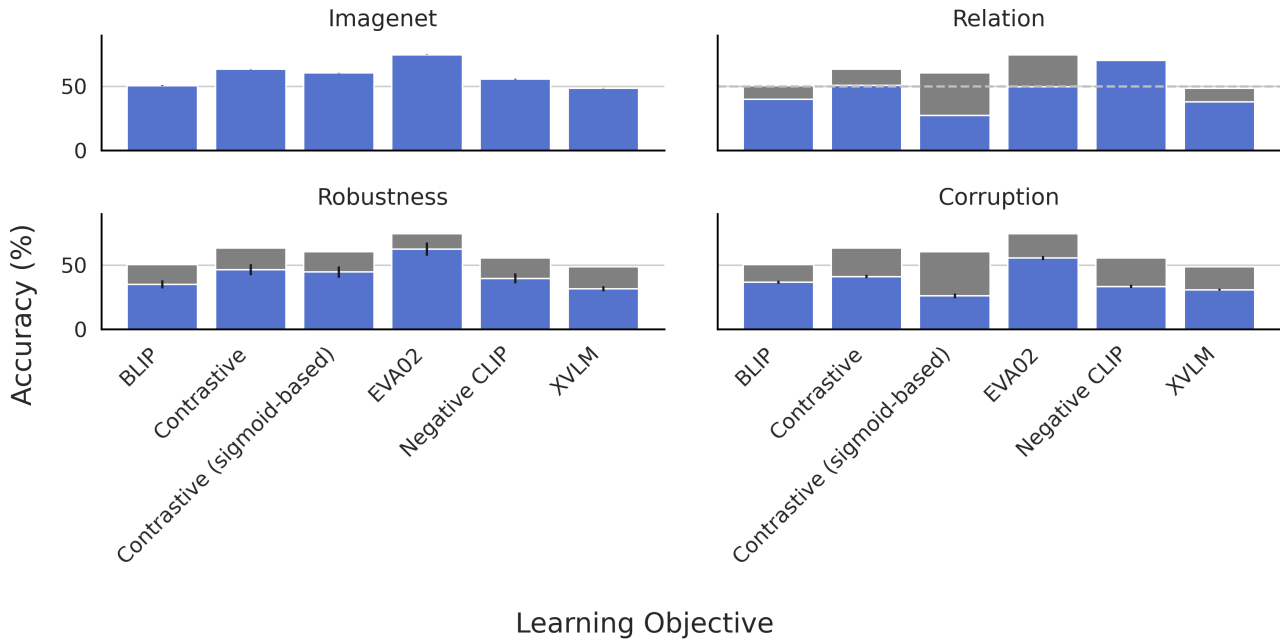 Imagenet
Relation
50
0
Robustness
Corruption
Accuracy (%)
50
0
BLIP
Contrastive
Contrastive (sigmoid-based)
EVA02
Negative CLIP
XVLM
BLIP
Contrastive
Contrastive (sigmoid-based)
EVA02
Negative CLIP
XVLM
Learning Objective